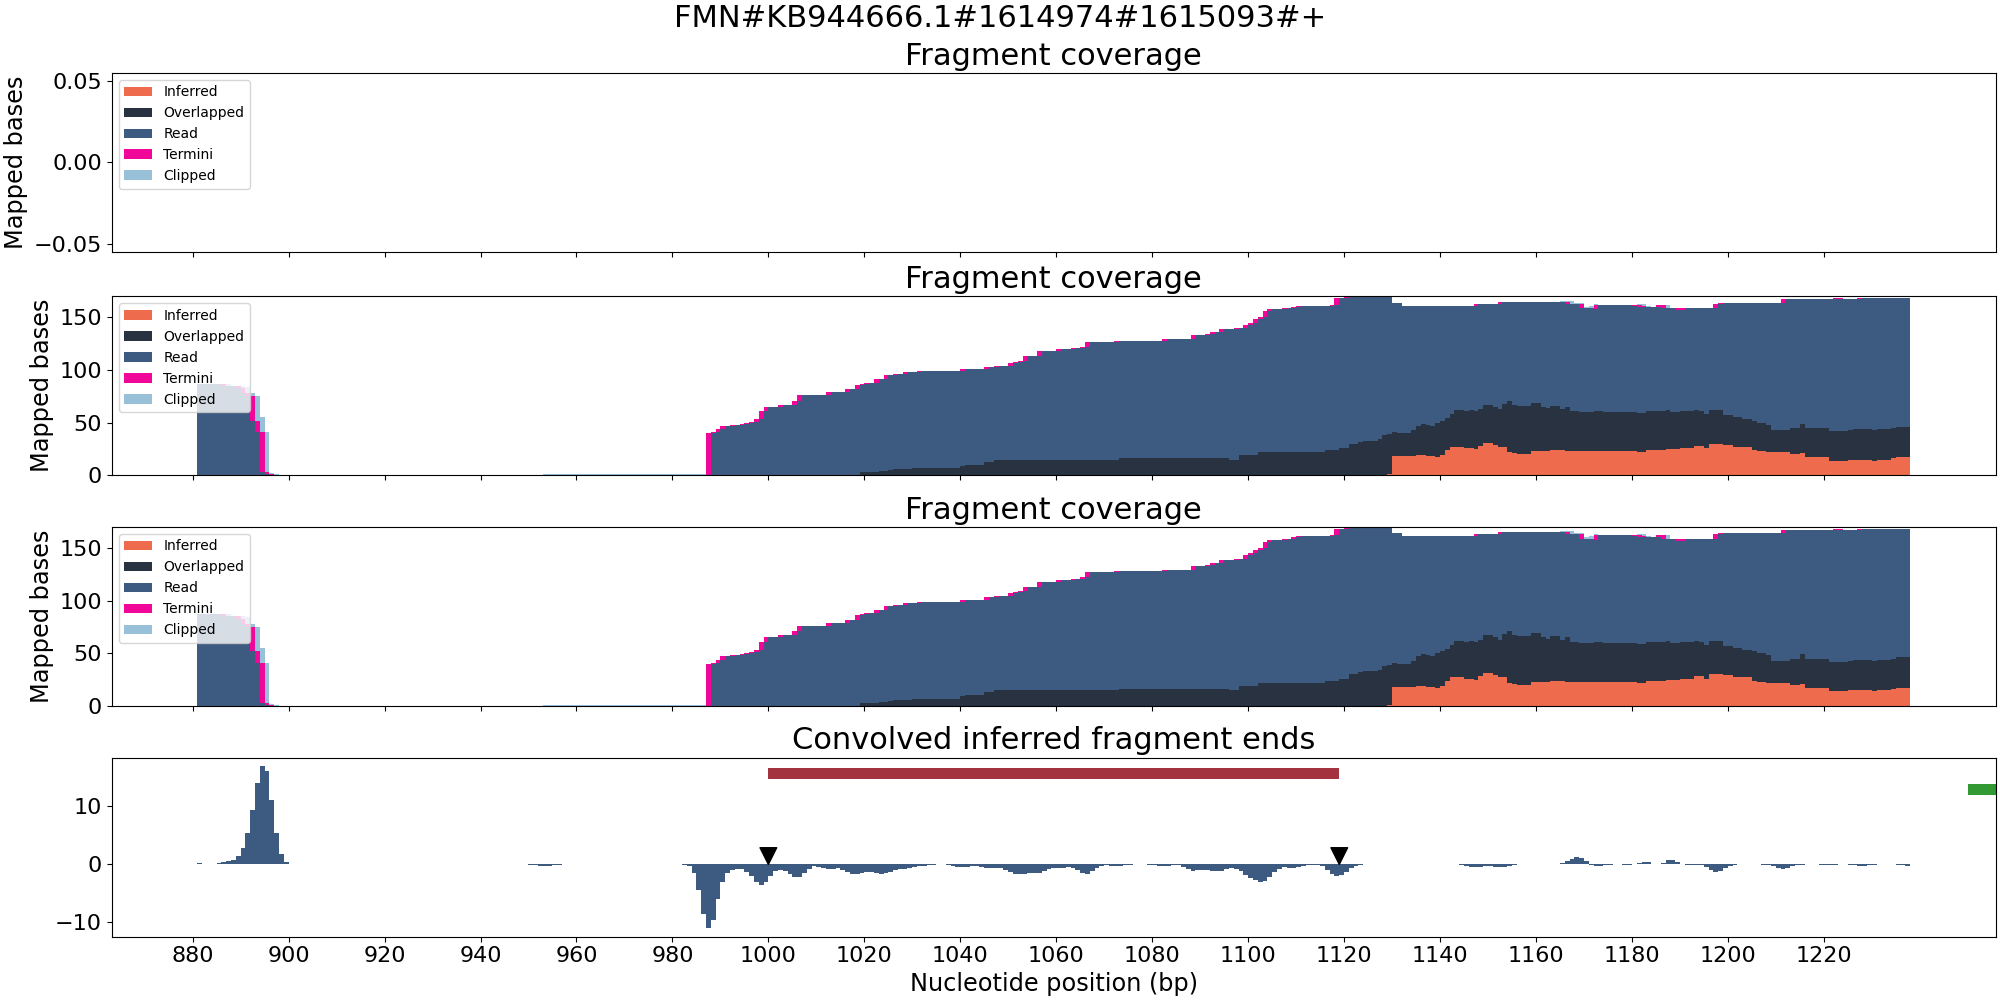 FMN#KB944666.1#1614974#1615093#+
Fragment coverage
Mapped bases
0.05
0.00
−0.05
Inferred
Overlapped
Read
Termini
Clipped
Fragment coverage
Mapped bases
150
100
50
0
Inferred
Overlapped
Read
Termini
Clipped
Fragment coverage
Mapped bases
150
100
50
0
Inferred
Overlapped
Read
Termini
Clipped
Convolved inferred fragment ends
10
0
−10
880 900 920 940 960 980 1000 1020 1040 1060 1080 1100 1120 1140 1160 1180 1200 1220
Nucleotide position (bp)